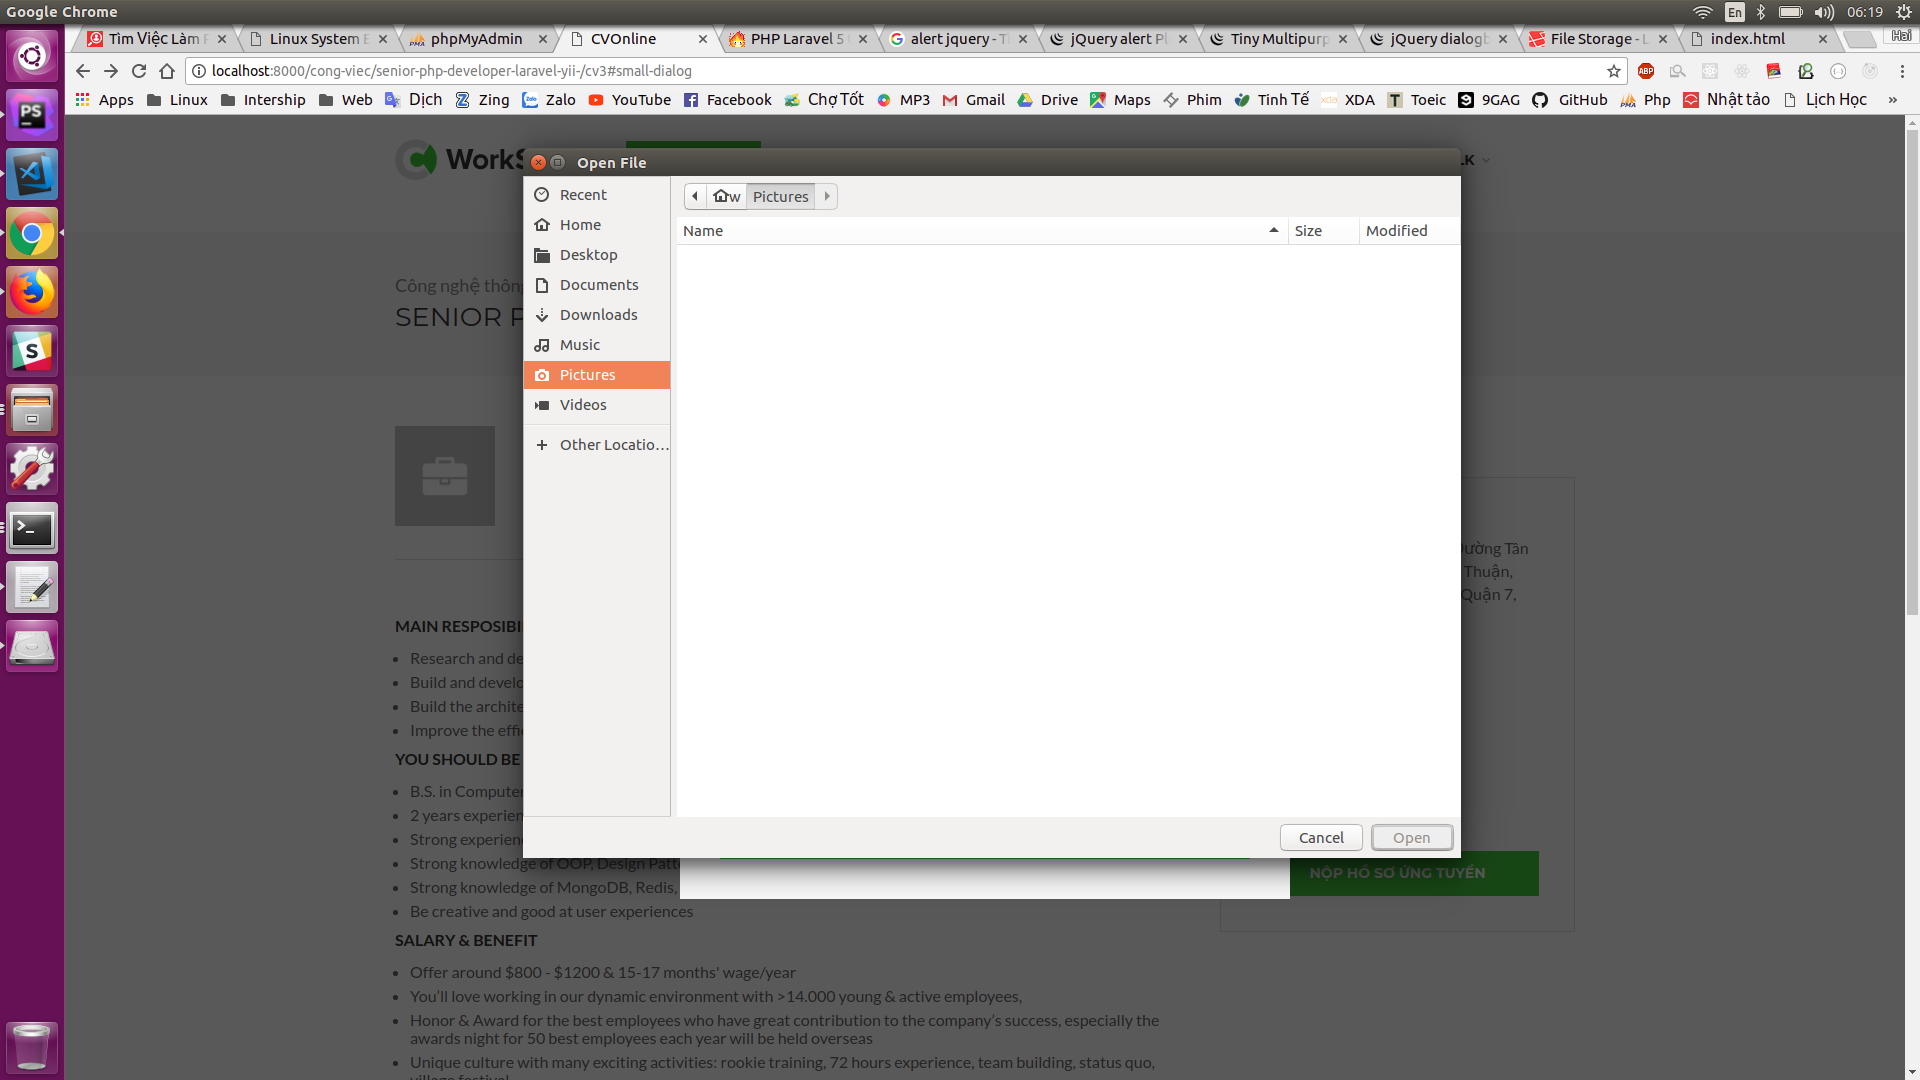 Google Chrome
En
06:19
Tìm Việc Làm
Linux System E
phpMyAdmin
CVOnline
PHP Laravel 5
alert jquery - T
jQuery alert Pl
Tiny Multipurp
jQuery dialogb
File Storage - L
index.html
Hai
localhost:8000/cong-viec/senior-php-developer-laravel-yii-/cv3#small-dialog
ABP
Apps
Linux
Intership
Web
Dịch
Zing
Zalo
YouTube
Facebook
Chợ Tốt
MP3
Gmail
Drive
Maps
Phim
Tinh Tế
XDA
Toeic
9GAG
GitHub
Php
Nhật tảo
Lịch Học
»
WorkS
LK
Open File
Recent
Home
Desktop
Documents
Downloads
Music
Pictures
Videos
Other Locatio...
w
Pictures
Name
Size
Modified
Cancel
Open
Công nghệ thông
SENIOR P
Đường Tân
Thuận,
Quận 7,
NỘP HỒ SƠ ỨNG TUYỂN
MAIN RESPOSIBI
Research and de
Build and develo
Build the archite
Improve the effi
YOU SHOULD BE
B.S. in Computer
2 years experien
Strong experien
Strong knowledge of OOP, Design Patt
Strong knowledge of MongoDB, Redis,
Be creative and good at user experiences
SALARY & BENEFIT
Offer around $800 - $1200 & 15-17 months' wage/year
You'll love working in our dynamic environment with >14.000 young & active employees,
Honor & Award for the best employees who have great contribution to the company's success, especially the
awards night for 50 best employees each year will be held overseas
Unique culture with many exciting activities: rookie training, 72 hours experience, team building, status quo,
village festival